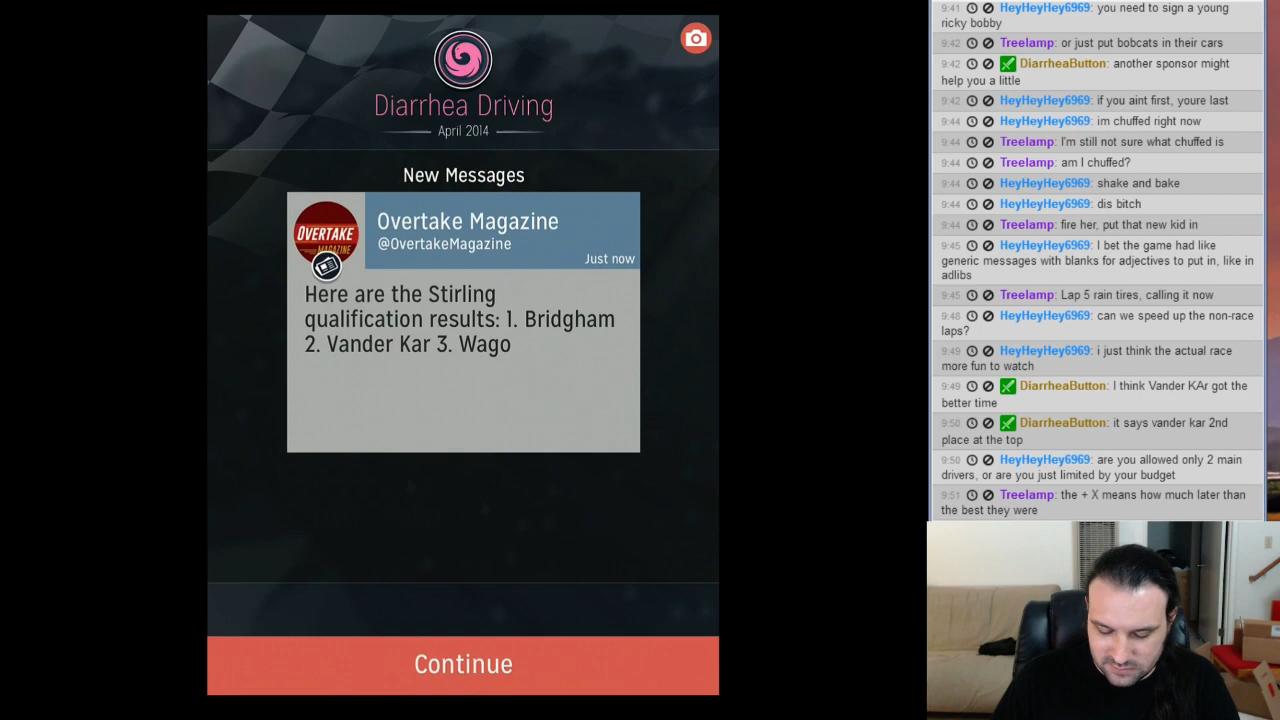 Diarrhea Driving
April 2014
New Messages
OVERTAKE
MAGAZINE
Overtake Magazine
@OvertakeMagazine
Just now
Here are the Stirling
qualification results: 1. Bridgham
2. Vander Kar 3. Wago
Continue
9:41 HeyHeyHey6969: you need to sign a young
ricky bobby
9:42 Treelamp: or just put bobcats in their cars
9:42 DiarrheaButton: another sponsor might
help you a little
9:42 HeyHeyHey6969: if you aint first, youre last
9:44 HeyHeyHey6969: im chuffed right now
9:44 Treelamp: I'm still not sure what chuffed is
9:44 Treelamp: am I chuffed?
9:44 HeyHeyHey6969: shake and bake
9:44 HeyHeyHey6969: dis bitch
9:44 Treelamp: fire her, put that new kid in
9:45 HeyHeyHey6969: I bet the game had like
generic messages with blanks for adjectives to put in, like in
adlibs
9:45 Treelamp: Lap 5 rain tires, calling it now
9:48 HeyHeyHey6969: can we speed up the non-race
laps?
9:49 HeyHeyHey6969: i just think the actual race
more fun to watch
9:49 DiarrheaButton: I think Vander KAr got the
better time
9:50 DiarrheaButton: it says vander kar 2nd
place at the top
9:50 HeyHeyHey6969: are you allowed only 2 main
drivers, or are you just limited by your budget
9:51 Treelamp: the + X means how much later than
the best they were